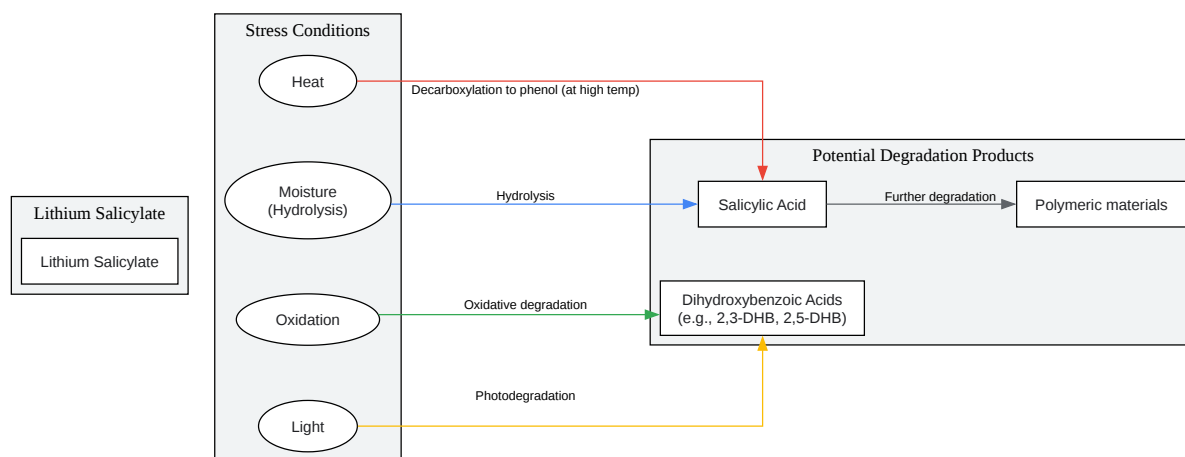 Stress Conditions
Heat
Decarboxylation to phenol (at high temp)
Potential Degradation Products
Moisture
(Hydrolysis)
Hydrolysis
Salicylic Acid
Further degradation
Polymeric materials
Lithium Salicylate
Lithium Salicylate
Oxidation
Oxidative degradation
Dihydroxybenzoic Acids
(e.g., 2,3-DHB, 2,5-DHB)
Photodegradation
Light